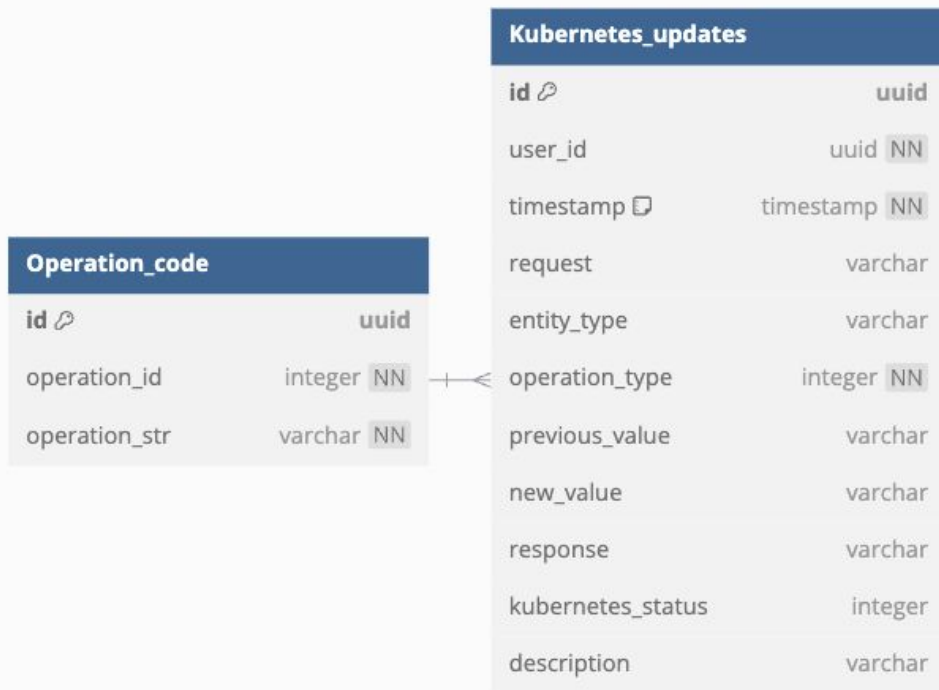 Operation_code
id uuid
operation_id integer NN
operation_str varchar NN
Kubernetes_updates
id uuid
user_id uuid NN
timestamp timestamp NN
request varchar
entity_type varchar
operation_type integer NN
previous_value varchar
new_value varchar
response varchar
kubernetes_status integer
description varchar